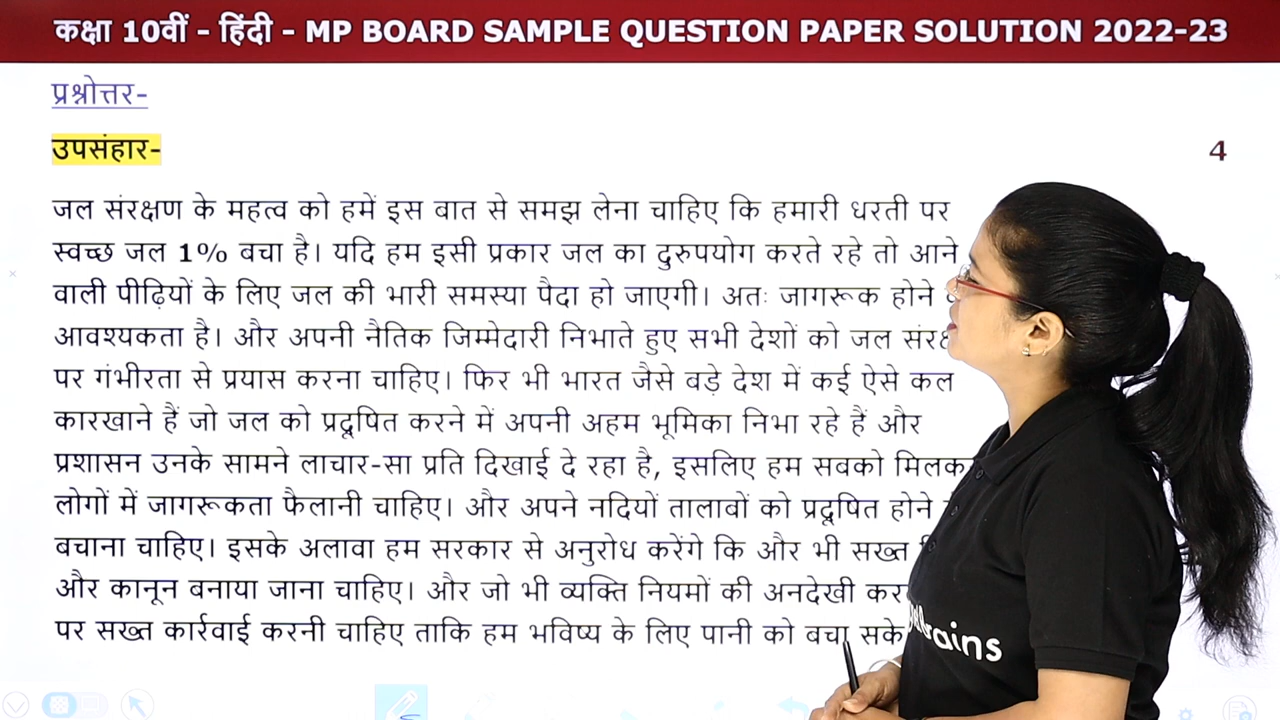 कक्षा 10वीं - हिंदी - MP BOARD SAMPLE QUESTION PAPER SOLUTION 2022-23
प्रश्नोत्तर-
उपसंहार- 4
जल संरक्षण के महत्व को हमें इस बात से समझ लेना चाहिए कि हमारी धरती पर
स्वच्छ जल 1% बचा है। यदि हम इसी प्रकार जल का दुरुपयोग करते रहे तो आने
वाली पीढ़ियों के लिए जल की भारी समस्या पैदा हो जाएगी। अतः जागरूक होने
आवश्यकता है। और अपनी नैतिक जिम्मेदारी निभाते हुए सभी देशों को जल
पर गंभीरता से प्रयास करना चाहिए। फिर भी भारत जैसे बड़े देश में कई ऐसे कल
कारखाने हैं जो जल को प्रदूषित करने में अपनी अहम भूमिका निभा रहे हैं और
प्रशासन उनके सामने लाचार-सा प्रति दिखाई दे रहा है, इसलिए हम सबको
लोगों में जागरूकता फैलानी चाहिए। और अपने नदियों तालाबों को प्रदूषित होने
बचाना चाहिए। इसके अलावा हम सरकार से अनुरोध करेंगे कि और भी सख्त
और कानून बनाया जाना चाहिए। और जो भी व्यक्ति नियमों की अनदेखी
पर सख्त कार्रवाई करनी चाहिए ताकि हम भविष्य के लिए पानी को बचा सके